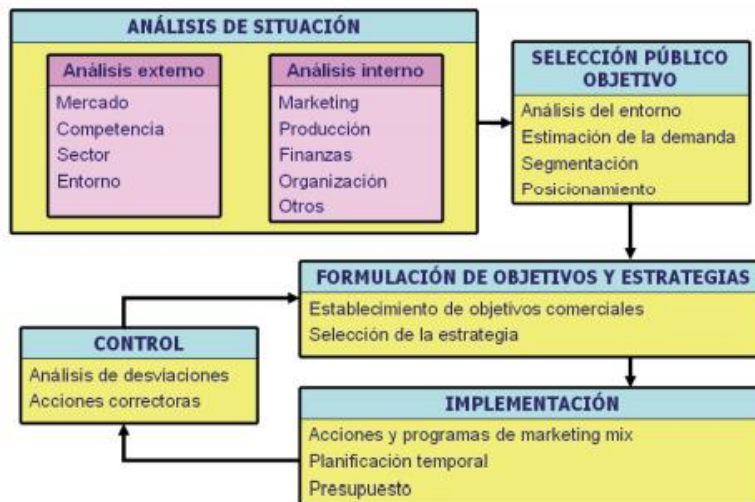 ANÁLISIS DE SITUACIÓN
Análisis externo
Mercado
Competencia
Sector
Entorno
Análisis interno
Marketing
Producción
Finanzas
Organización
Otros
SELECCIÓN PÚBLICO
OBJETIVO
Análisis del entorno
Estimación de la demanda
Segmentación
Posicionamiento
FORMULACIÓN DE OBJETIVOS Y ESTRATEGIAS
Establecimiento de objetivos comerciales
Selección de la estrategia
CONTROL
Análisis de desviaciones
Acciones correctoras
IMPLEMENTACIÓN
Acciones y programas de marketing mix
Planificación temporal
Presupuesto